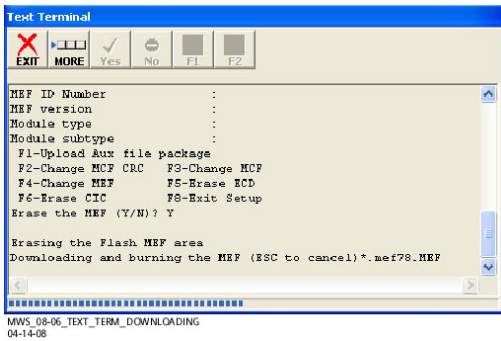 Text Terminal
EXIT MORE Yes No F1 F2
MEF ID Number :
MEF version :
Module type :
Module subtype :
F1-Upload Aux file package
F2-Change MCF CRC F3-Change MCF
F4-Change MEF F5-Erase ECD
F6-Erase CIC F8-Exit Setup
Erase the MEF (Y/N)? Y
Erasing the Flash MEF area
Downloading and burning the MEF (ESC to cancel)*.mef78.MEF
MWS_08-06_TEXT_TERM_DOWNLOADING
04-14-08